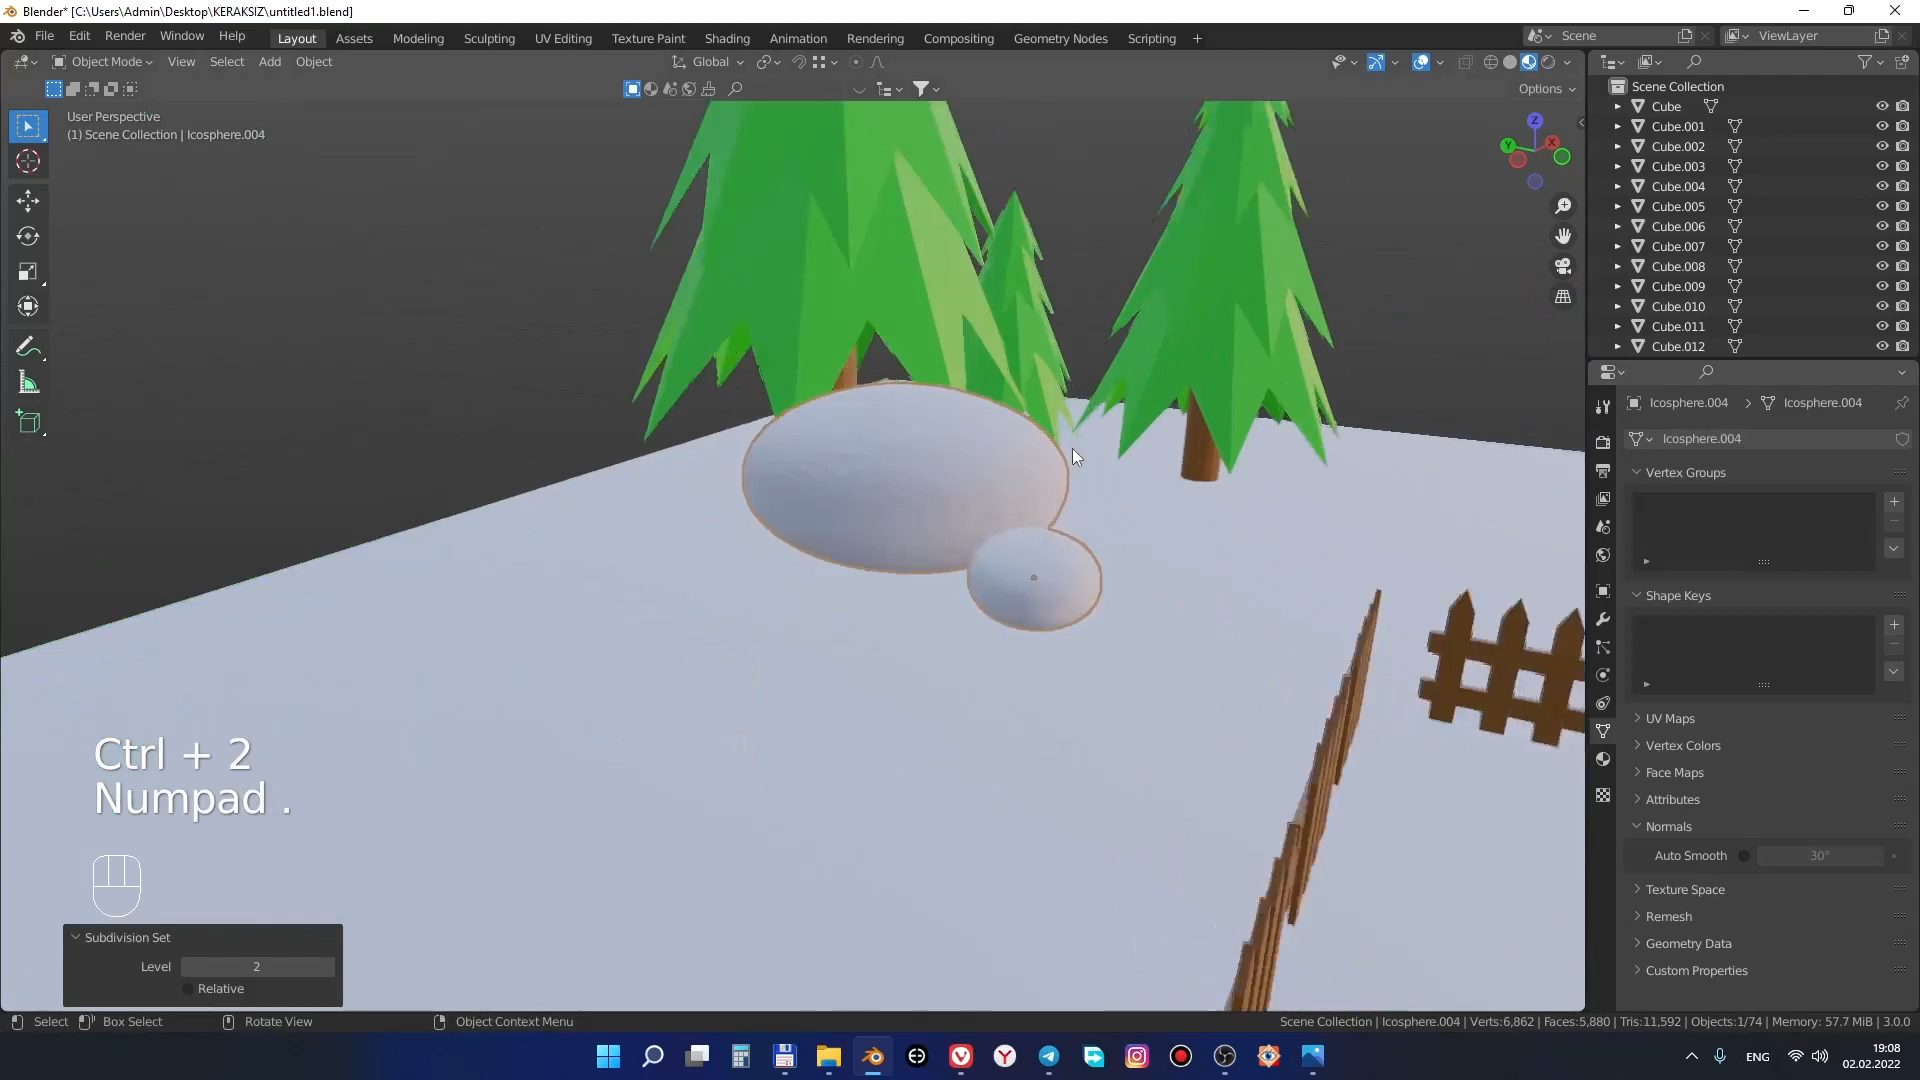 Blender* [C:\Users\Admin\Desktop\KERAKSIZ\untitled1.blend]
File Edit Render Window Help Layout Assets Modeling Sculpting UV Editing Texture Paint Shading Animation Rendering Compositing Geometry Nodes Scripting + Scene ViewLayer
Object Mode View Select Add Object Global
Options
User Perspective
(1) Scene Collection | Icosphere.004
Z
Y
X
Scene Collection
Cube
Cube.001
Cube.002
Cube.003
Cube.004
Cube.005
Cube.006
Cube.007
Cube.008
Cube.009
Cube.010
Cube.011
Cube.012
Icosphere.004 > Icosphere.004
Icosphere.004
Vertex Groups
Shape Keys
UV Maps
Vertex Colors
Face Maps
Attributes
Normals
Auto Smooth 30°
Texture Space
Remesh
Geometry Data
Custom Properties
Ctrl + 2
Numpad .
Subdivision Set
Level 2
Relative
Select Box Select Rotate View Object Context Menu
Scene Collection | Icosphere.004 | Verts:6,862 | Faces:5,880 | Tris:11,592 | Objects:1/74 | Memory: 57.7 MiB | 3.0.0
ENG
19:08
02.02.2022